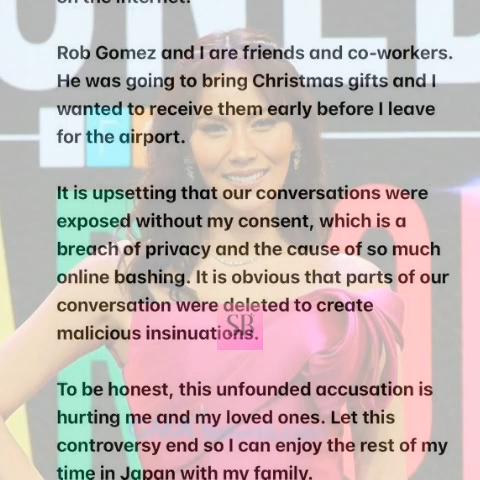 on the internet.
Rob Gomez and I are friends and co-workers.
He was going to bring Christmas gifts and I
wanted to receive them early before I leave
for the airport.
It is upsetting that our conversations were
exposed without my consent, which is a
breach of privacy and the cause of so much
online bashing. It is obvious that parts of our
conversation were deleted to create
malicious insinuations.
SB
To be honest, this unfounded accusation is
hurting me and my loved ones. Let this
controversy end so I can enjoy the rest of my
time in Japan with my family.